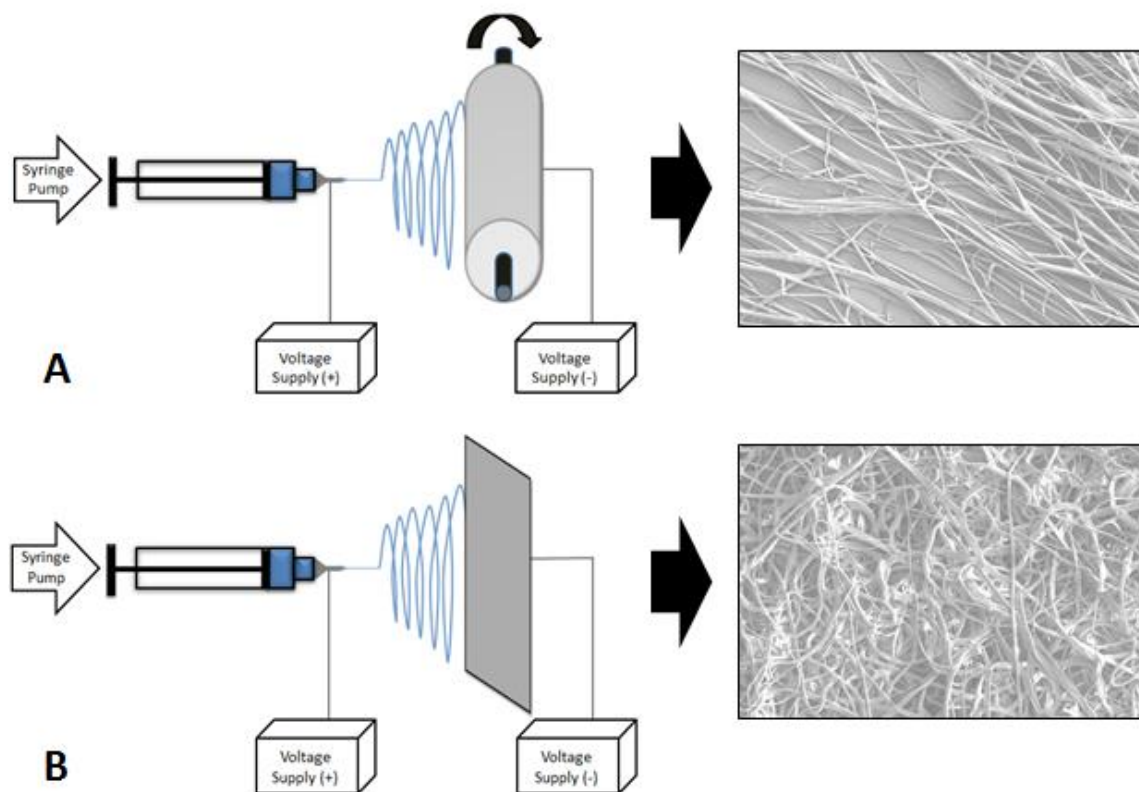 Syringe
Pump
Voltage
Supply (+)
Voltage
Supply (-)
A
Syringe
Pump
Voltage
Supply (+)
Voltage
Supply (-)
B